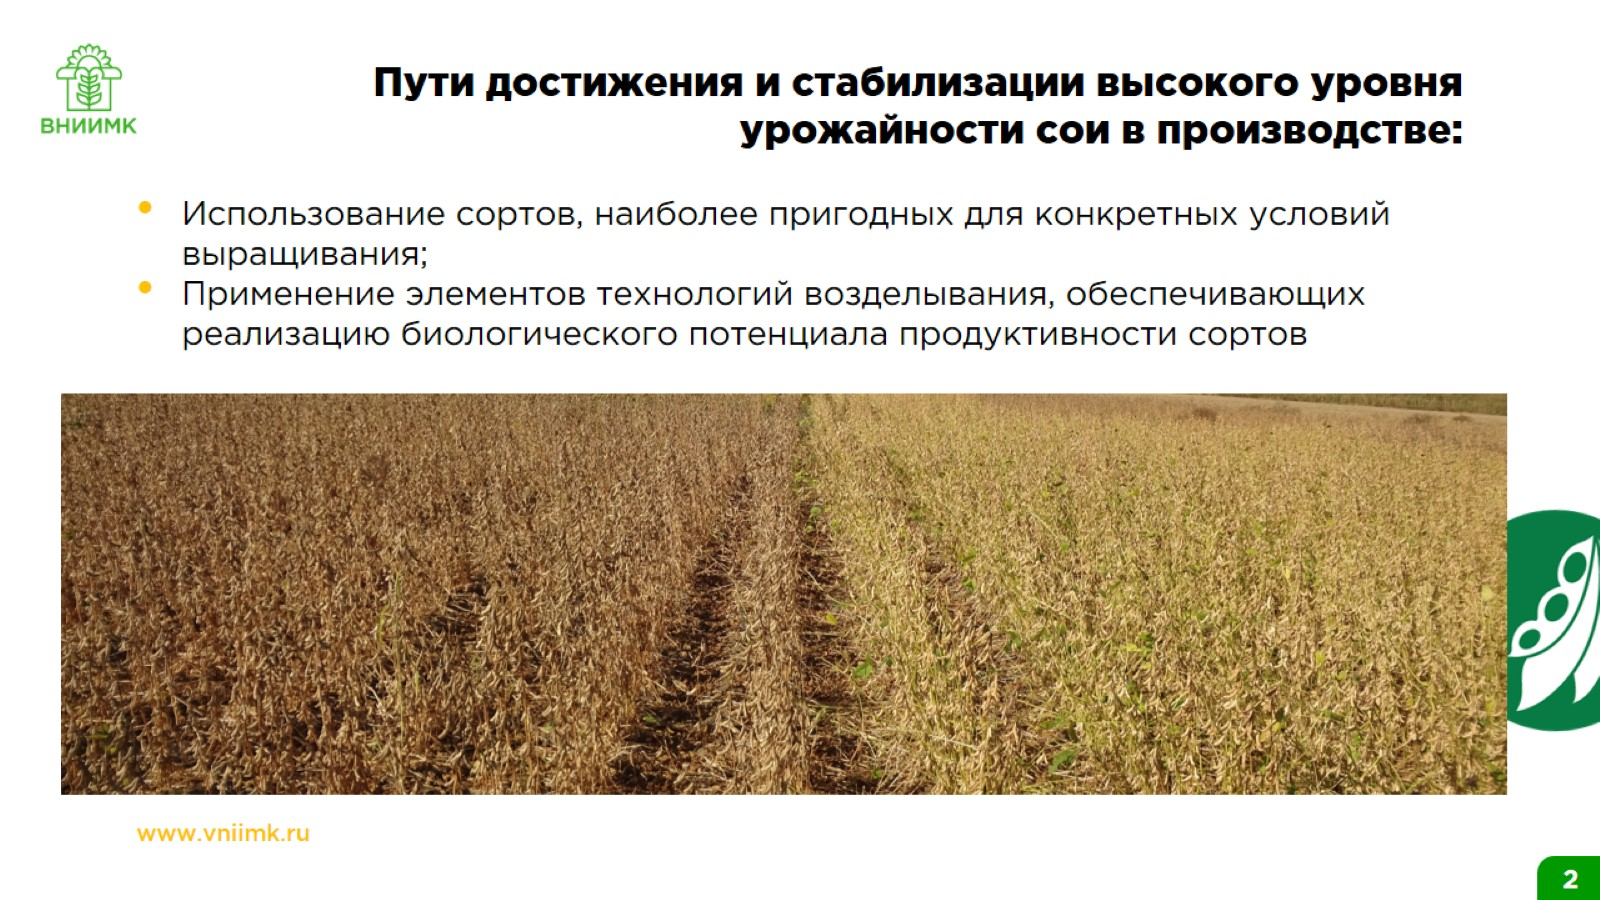 ВНИИМК
Пути достижения и стабилизации высокого уровня
урожайности сои в производстве:
• Использование сортов, наиболее пригодных для конкретных условий
выращивания;
• Применение элементов технологий возделывания, обеспечивающих
реализацию биологического потенциала продуктивности сортов
www.vniimk.ru
2